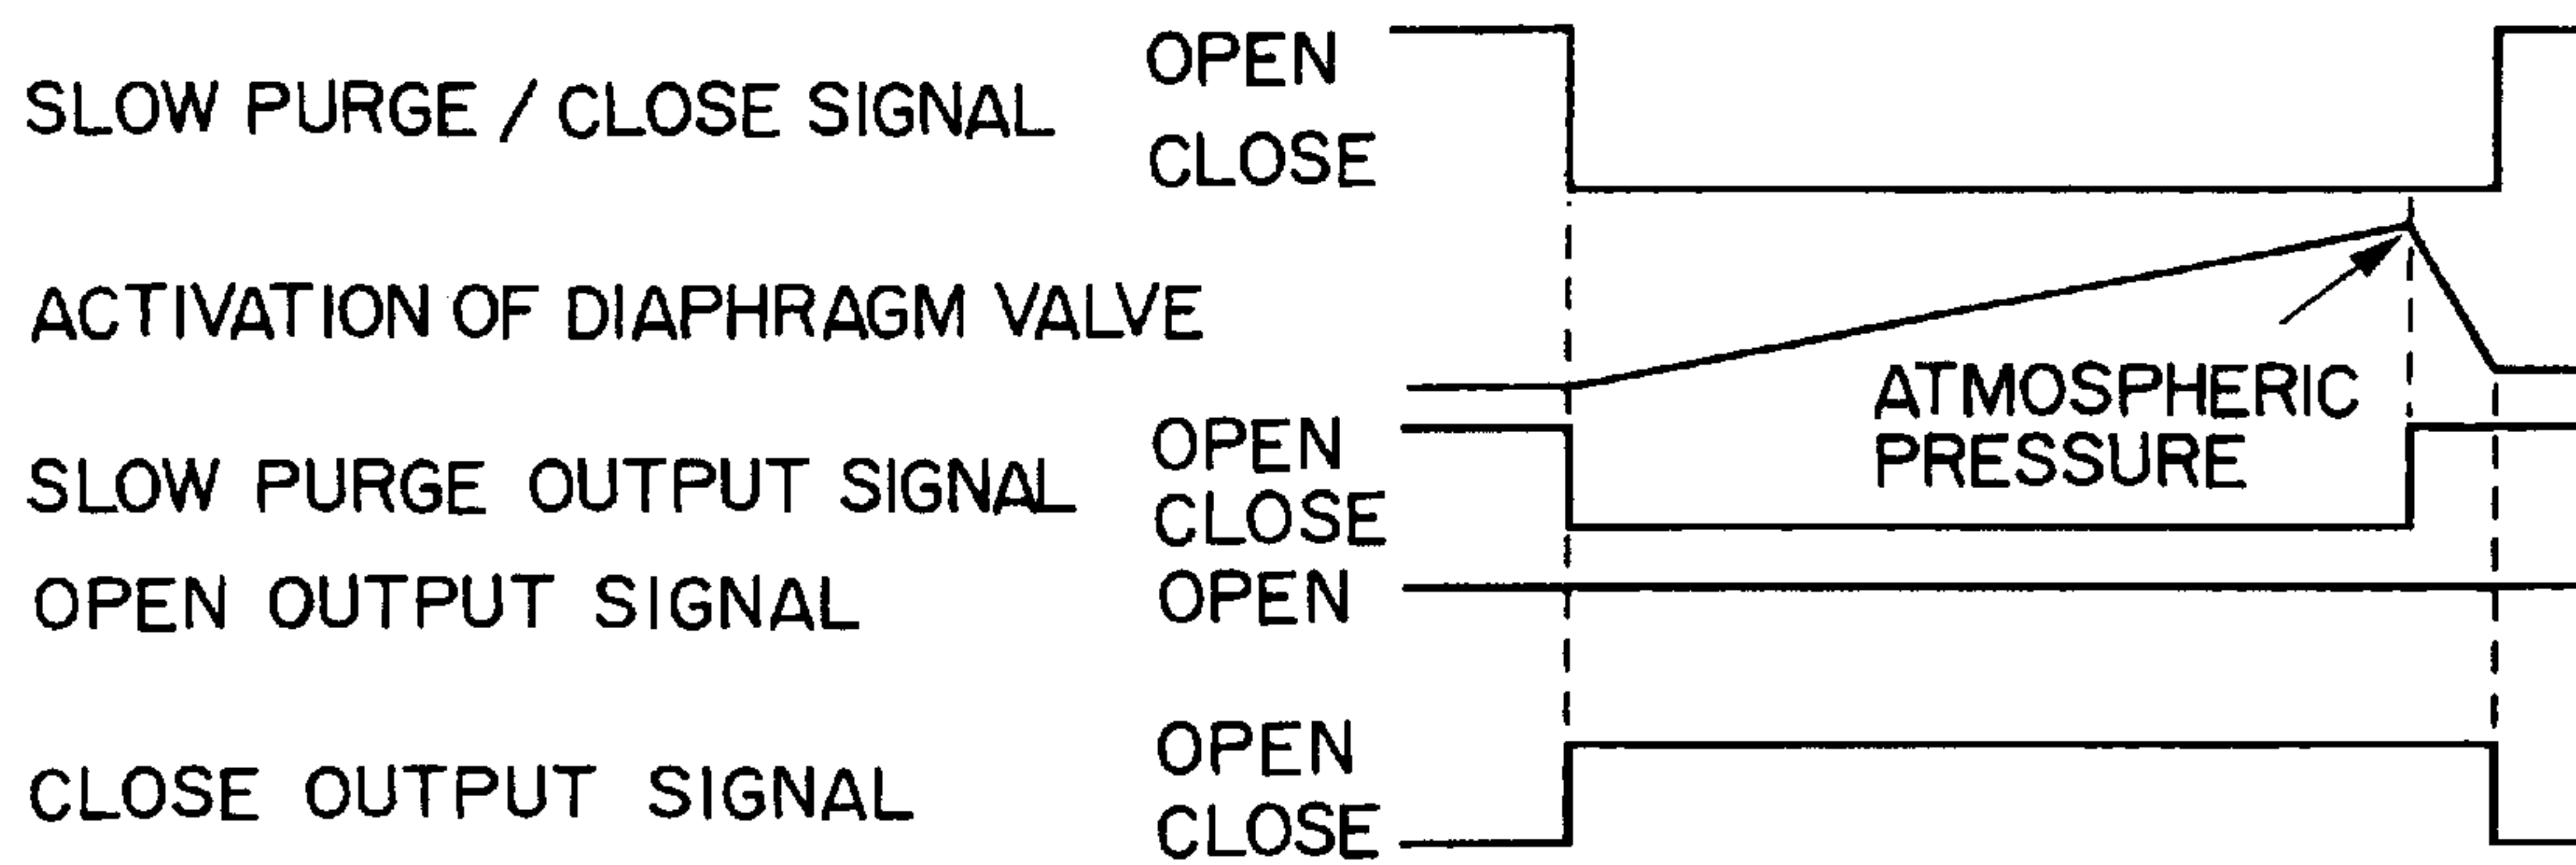 SLOW PURGE / CLOSE SIGNAL
OPEN
CLOSE
ACTIVATION OF DIAPHRAGM VALVE
ATMOSPHERIC
PRESSURE
SLOW PURGE OUTPUT SIGNAL
OPEN
CLOSE
OPEN OUTPUT SIGNAL
OPEN
CLOSE OUTPUT SIGNAL
OPEN
CLOSE